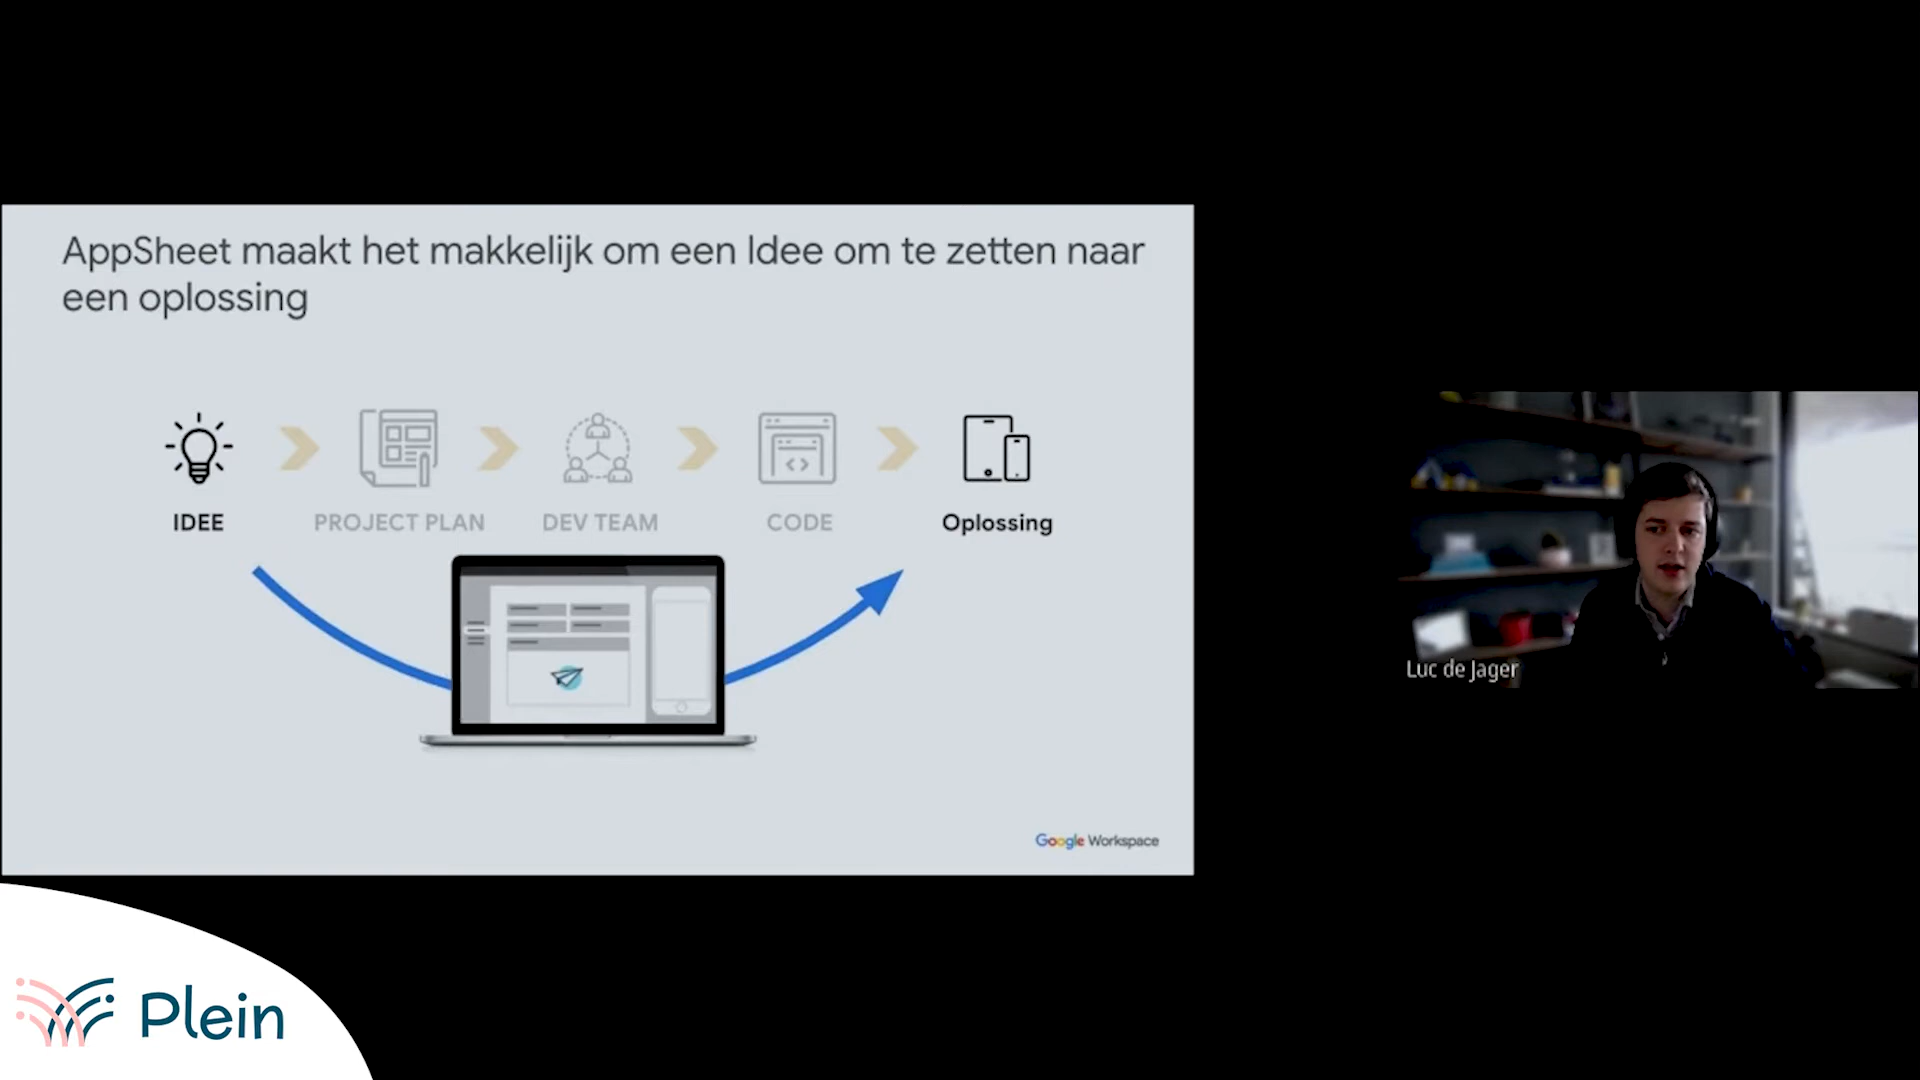 AppSheet maakt het makkelijk om een Idee om te zetten naar
een oplossing
IDEE
PROJECT PLAN
DEV TEAM
CODE
Oplossing
Google Workspace
Luc de Jager
Plein